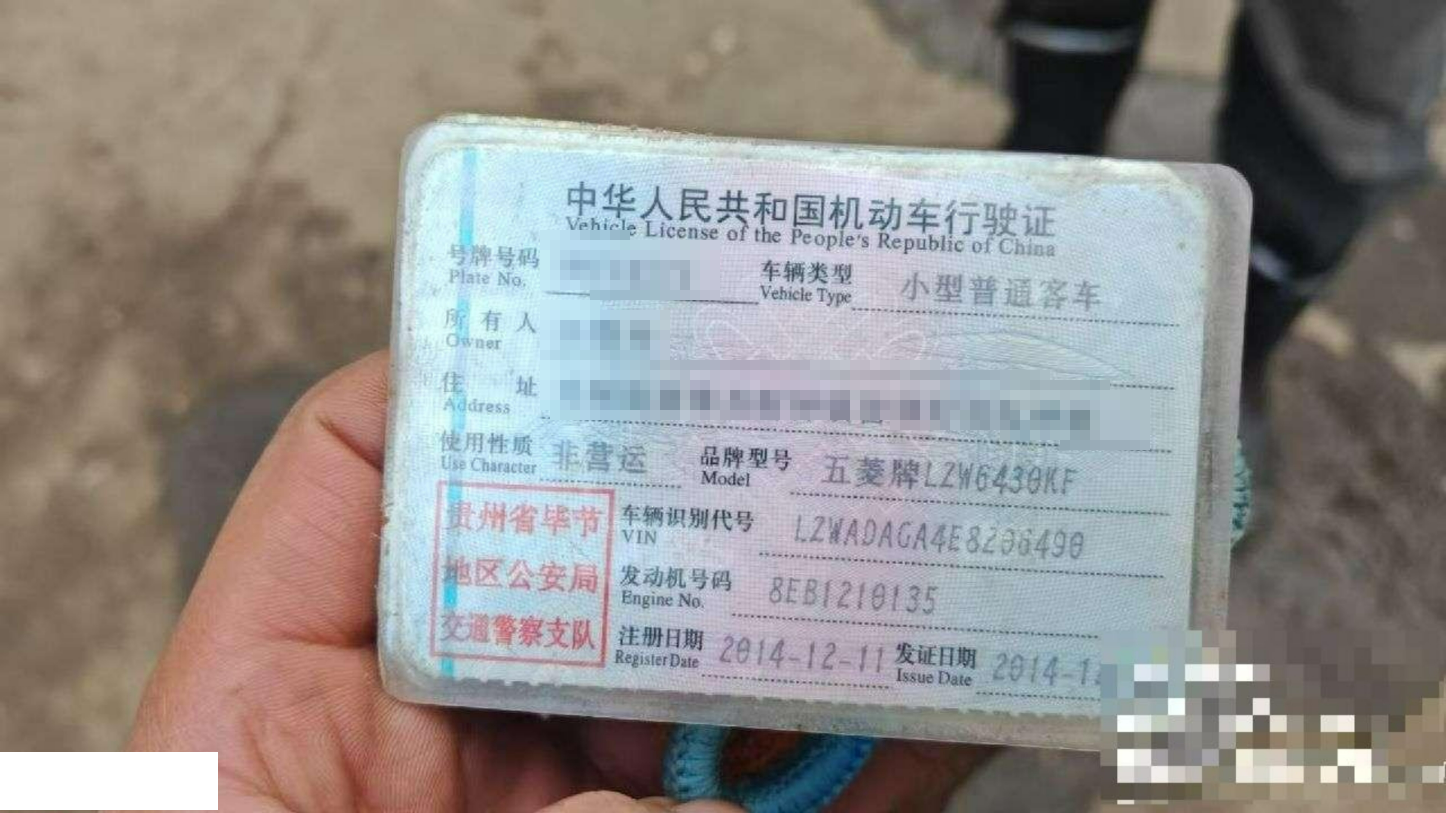 中华人民共和国机动车行驶证
Vehicle License of the People's Republic of China
号牌号码 车辆类型 小型普通客车
Plate No. Vehicle Type
所有人
Owner
住址
Address
使用性质 非营运 品牌型号 五菱牌LZW6430KF
Use Character Model
贵州省毕节
地区公安局
交通警察支队
车辆识别代号 LZWADAGA4E8206490
VIN
发动机号码 8EB1210135
Engine No.
注册日期 2014-12-11 发证日期 2014-1
Register Date Issue Date